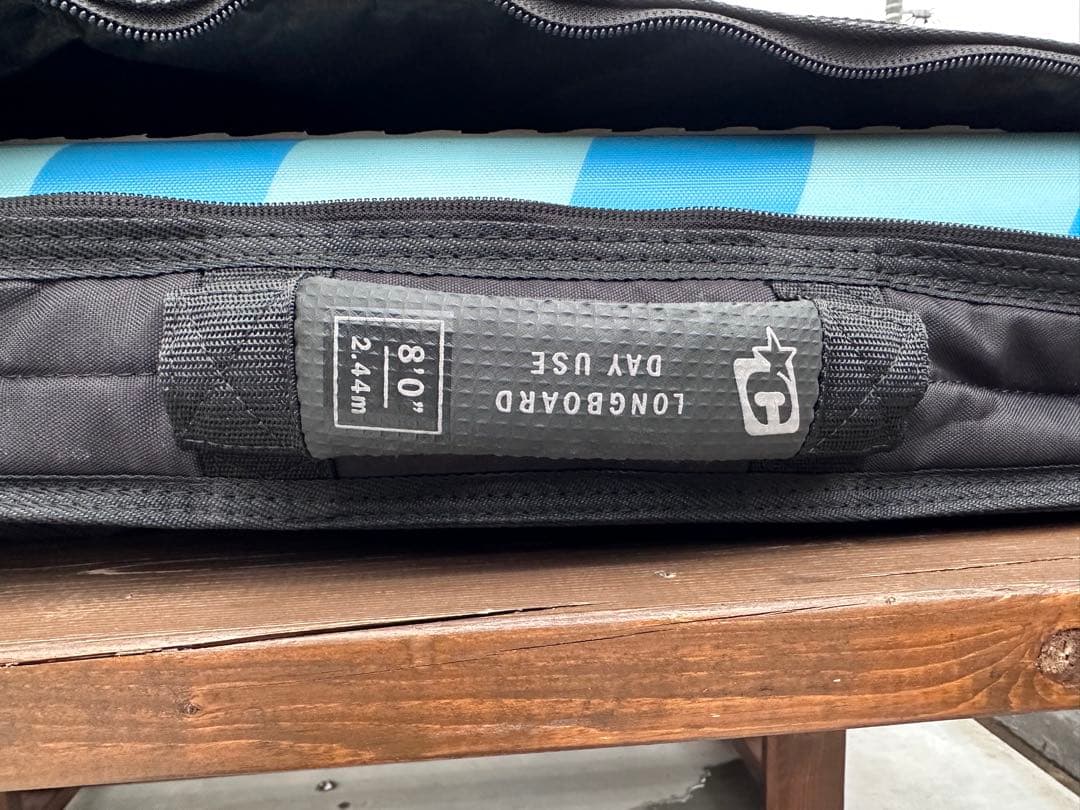 LONGBOARD
DAY USE
8'0"
2.44m